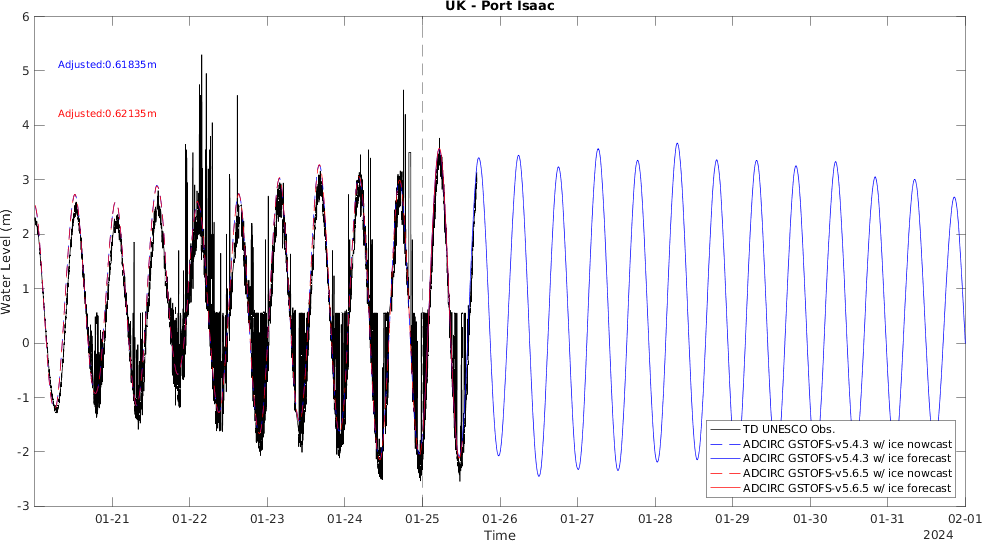 UK - Port Isaac
6
5
4
3
2
1
0
-1
-2
-3
Water Level (m)
Adjusted:0.61835m
Adjusted:0.62135m
TD UNESCO Obs.
ADCIRC GSTOFS-v5.4.3 w/ ice nowcast
ADCIRC GSTOFS-v5.4.3 w/ ice forecast
ADCIRC GSTOFS-v5.6.5 w/ ice nowcast
ADCIRC GSTOFS-v5.6.5 w/ ice forecast
01-21 01-22 01-23 01-24 01-25 01-26 01-27 01-28 01-29 01-30 01-31 02-01
Time
2024